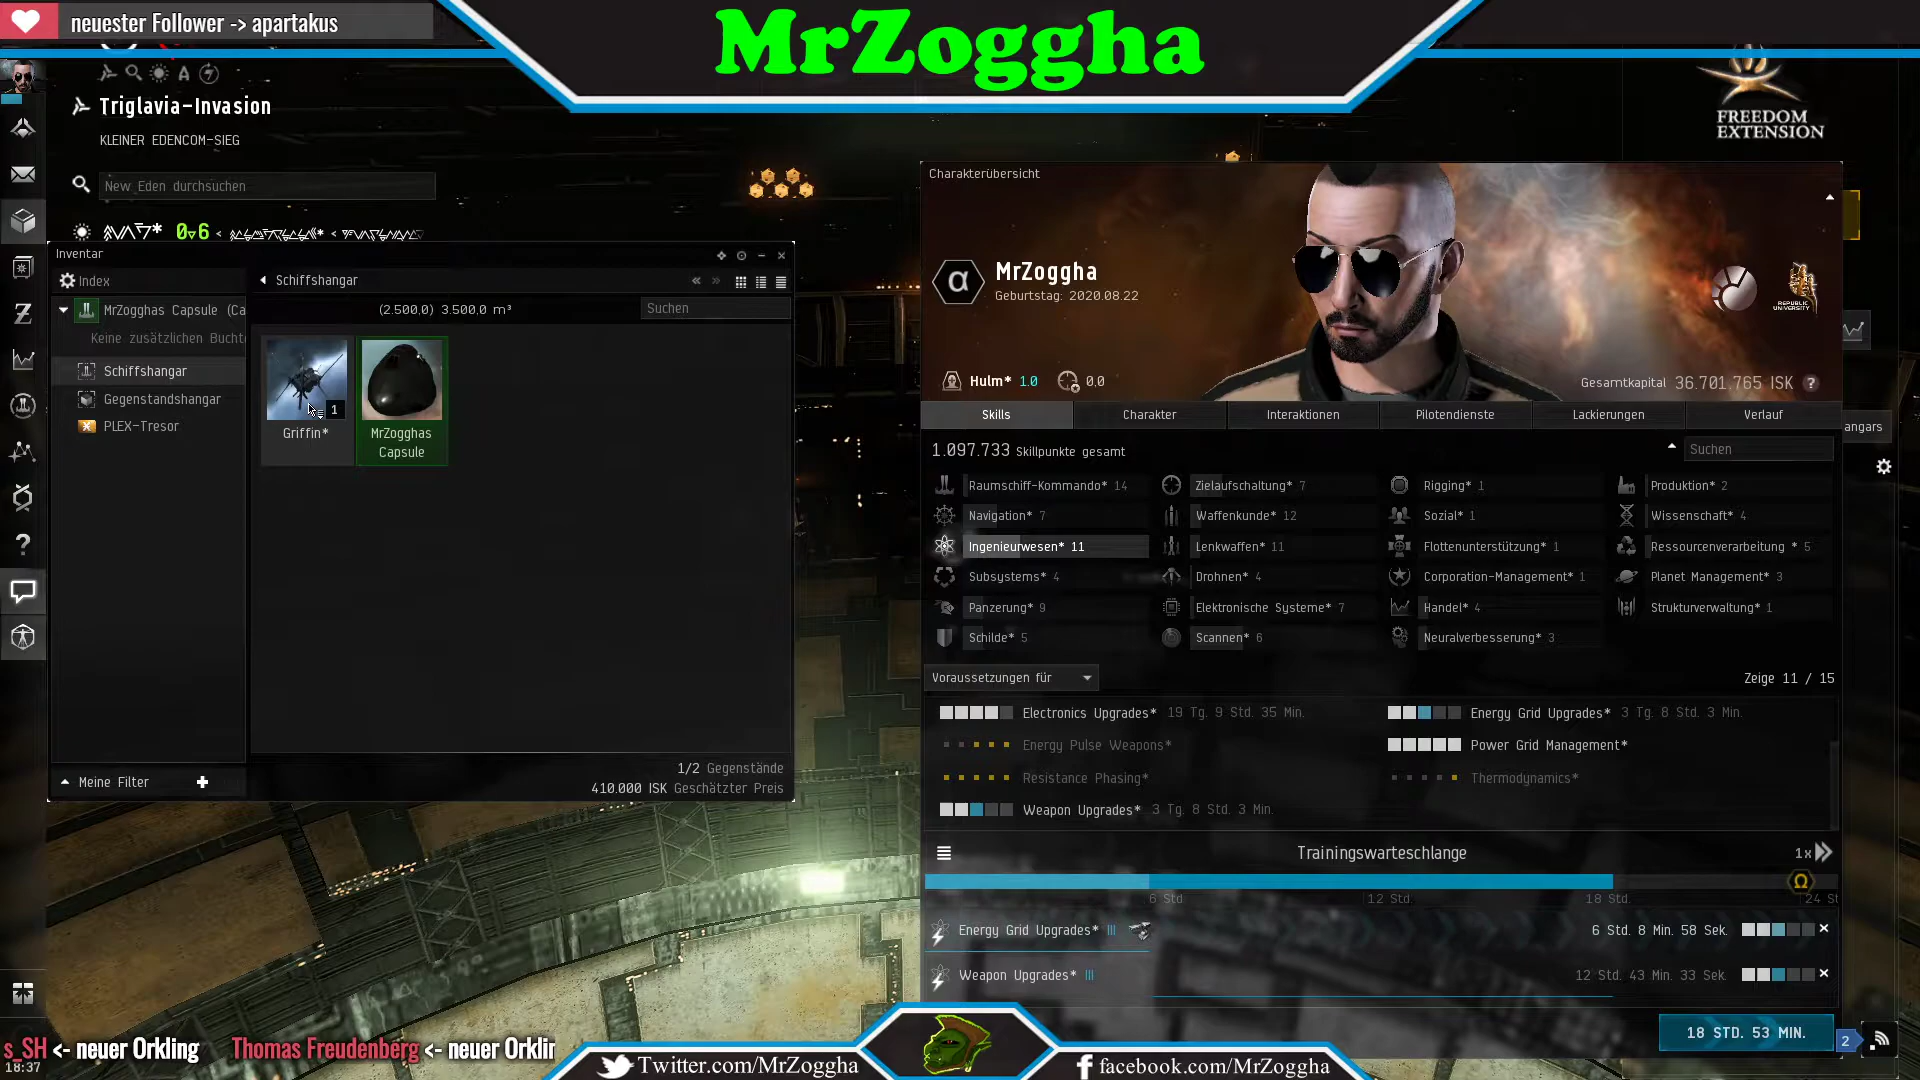 neuester Follower -> apartakus
MrZoggha
Triglavia-Invasion
KLEINER EDENCOM-SIEG
New Eden durchsuchen
FREEDOM
EXTENSION
Inventar
Index
MrZogghas Capsule (Ca
Keine zusätzlichen Bucht
Schiffshangar
Gegenstandshangar
PLEX-Tresor
Schiffshangar
(2.500,0) 3.500,0 m³
Suchen
1
Griffin*
MrZogghas
Capsule
1/2 Gegenstände
410.000 ISK Geschätzter Preis
Meine Filter
Charakterübersicht
α
MrZoggha
Geburtstag: 2020.08.22
REPUBLIC
UNIVERSITY
Hulm* 1.0
0,0
Gesamtkapital 36.701.765 ISK ?
Skills
Charakter
Interaktionen
Pilotendienste
Lackierungen
Verlauf
angars
1.097.733 Skillpunkte gesamt
Suchen
Raumschiff-Kommando* 14
Zielaufschaltung* 7
Rigging* 1
Produktion* 2
Navigation* 7
Waffenkunde* 12
Sozial* 1
Wissenschaft* 4
Ingenieurwesen* 11
Lenkwaffen* 11
Flottenunterstützung* 1
Ressourcenverarbeitung * 5
Subsystems* 4
Drohnen* 4
Corporation-Management* 1
Planet Management* 3
Panzerung* 9
Elektronische Systeme* 7
Handel* 4
Strukturverwaltung* 1
Schilde* 5
Scannen* 6
Neuralverbesserung* 3
Voraussetzungen für
Zeige 11 / 15
Electronics Upgrades* 19 Tg. 9 Std. 35 Min.
Energy Grid Upgrades* 3 Tg. 8 Std. 3 Min.
Energy Pulse Weapons*
Power Grid Management*
Resistance Phasing*
Thermodynamics*
Weapon Upgrades* 3 Tg. 8 Std. 3 Min.
Trainingswarteschlange
1x
Ω
6 Std.
12 Std.
18 Std.
24 St
Energy Grid Upgrades* III
6 Std. 8 Min. 58 Sek.
Weapon Upgrades* III
12 Std. 43 Min. 33 Sek.
18 STD. 53 MIN.
2
s_SH <- neuer Orkling
Thomas Freudenberg <- neuer Orklir
18:37
Twitter.com/MrZoggha
facebook.com/MrZoggha